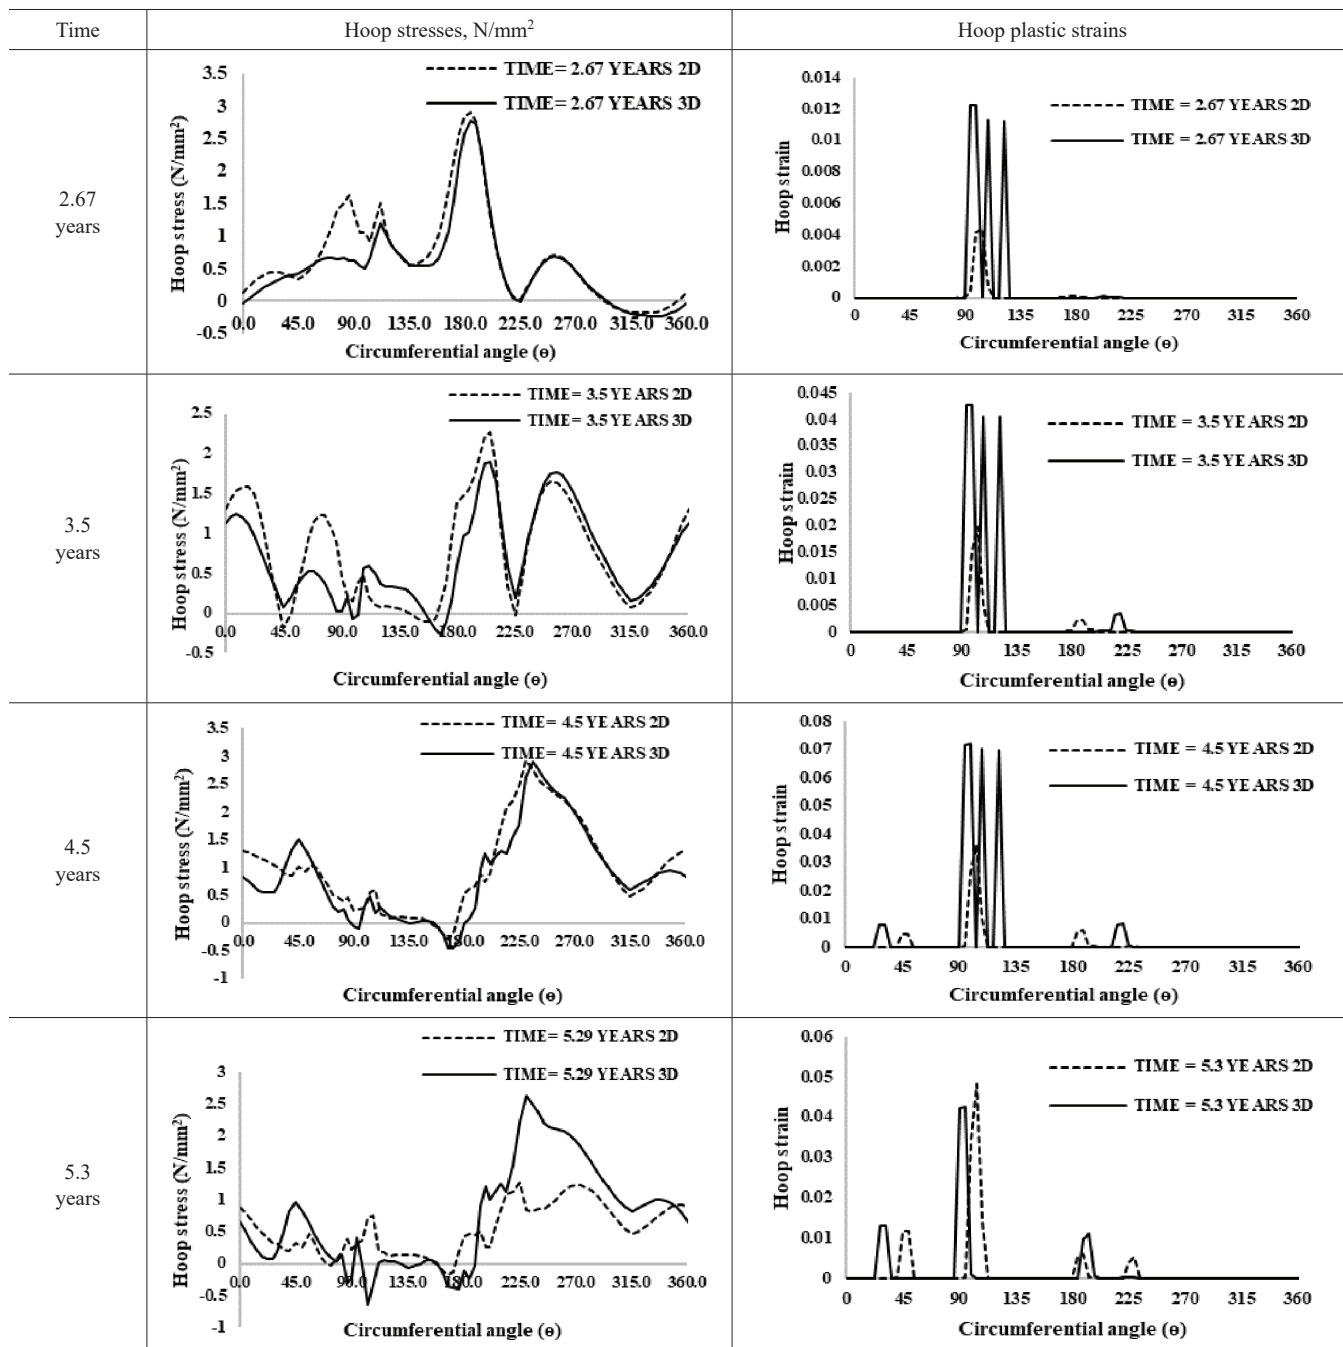 Time Hoop stresses, N/mm² Hoop plastic strains
2.67
years
TIME= 2.67 YEARS 2D
TIME= 2.67 YEARS 3D
Hoop stress (N/mm²)
3.5
3
2.5
2
1.5
1
0.5
0
-0.5
0.0 45.0 90.0 135.0 180.0 225.0 270.0 315.0 360.0
Circumferential angle (ɵ)
TIME = 2.67 YEARS 2D
TIME = 2.67 YEARS 3D
Hoop strain
0.014
0.012
0.01
0.008
0.006
0.004
0.002
0
0 45 90 135 180 225 270 315 360
Circumferential angle (ɵ)
3.5
years
TIME= 3.5 YEARS 2D
TIME= 3.5 YEARS 3D
Hoop stress (N/mm²)
2.5
2
1.5
1
0.5
0
-0.5
0.0 45.0 90.0 135.0 180.0 225.0 270.0 315.0 360.0
Circumferential angle (ɵ)
TIME = 3.5 YEARS 2D
TIME = 3.5 YEARS 3D
Hoop strain
0.045
0.04
0.035
0.03
0.025
0.02
0.015
0.01
0.005
0
0 45 90 135 180 225 270 315 360
Circumferential angle (ɵ)
4.5
years
TIME= 4.5 YEARS 2D
TIME= 4.5 YEARS 3D
Hoop stress (N/mm²)
3.5
3
2.5
2
1.5
1
0.5
0
-0.5
-1
0.0 45.0 90.0 135.0 180.0 225.0 270.0 315.0 360.0
Circumferential angle (ɵ)
TIME = 4.5 YEARS 2D
TIME = 4.5 YEARS 3D
Hoop strain
0.08
0.07
0.06
0.05
0.04
0.03
0.02
0.01
0
0 45 90 135 180 225 270 315 360
Circumferential angle (ɵ)
5.3
years
TIME= 5.29 YEARS 2D
TIME= 5.29 YEARS 3D
Hoop stress (N/mm²)
3
2.5
2
1.5
1
0.5
0
-0.5
-1
0.0 45.0 90.0 135.0 180.0 225.0 270.0 315.0 360.0
Circumferential angle (ɵ)
TIME = 5.3 YEARS 2D
TIME = 5.3 YEARS 3D
Hoop strain
0.06
0.05
0.04
0.03
0.02
0.01
0
0 45 90 135 180 225 270 315 360
Circumferential angle (ɵ)